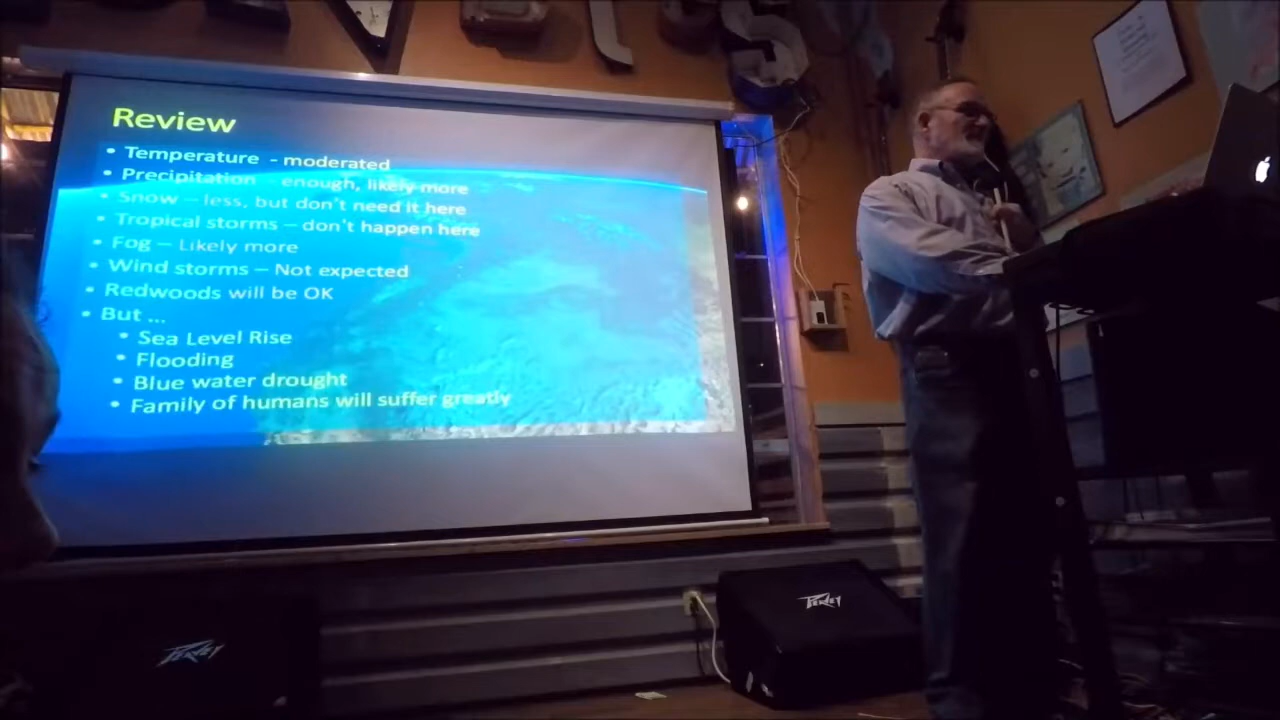 Review
• Temperature - moderated
• Precipitation – enough, likely more
• Snow – less, but don't need it here
• Tropical storms – don't happen here
• Fog – Likely more
• Wind storms – Not expected
• Redwoods will be OK
• But ...
• Sea Level Rise
• Flooding
• Blue water drought
• Family of humans will suffer greatly
PEAVEY
PEAVEY